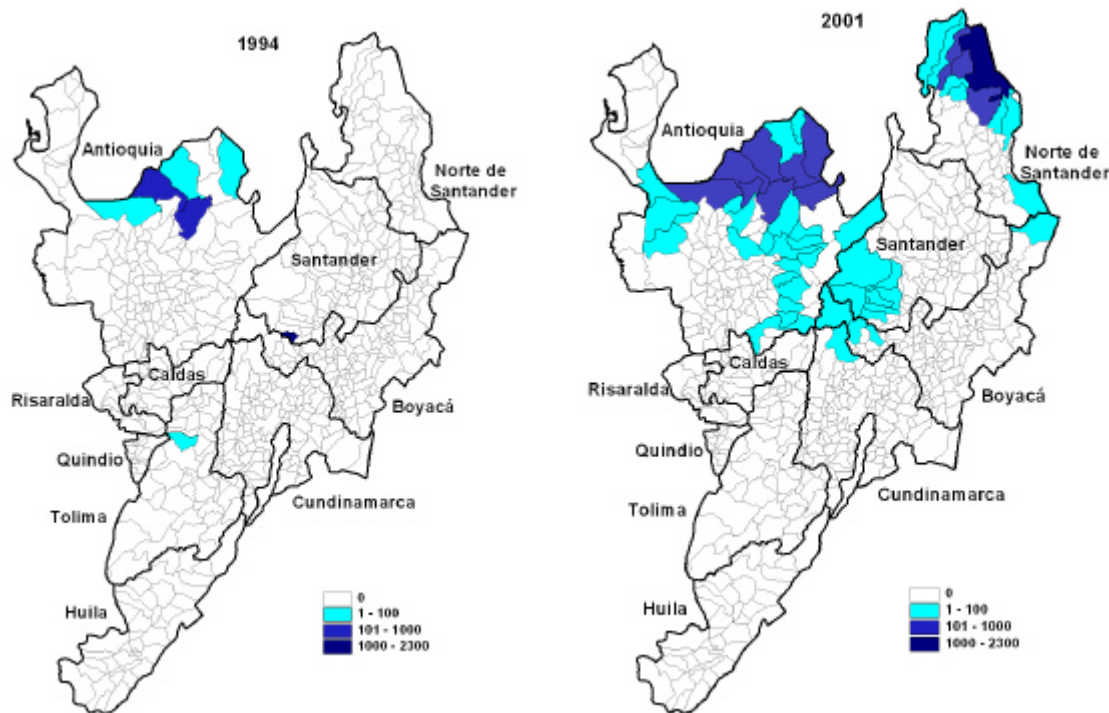 1994
Antioquia
Norte de
Santander
Santander
Caldas
Risaralda
Boyacá
Quindio
Cundinamarca
Tolima
Huila
0
1 - 100
101 - 1000
1000 - 2300
2001
Antioquia
Norte de
Santander
Santander
Caldas
Risaralda
Boyacá
Quindio
Cundinamarca
Tolima
Huila
0
1 - 100
101 - 1000
1000 - 2300